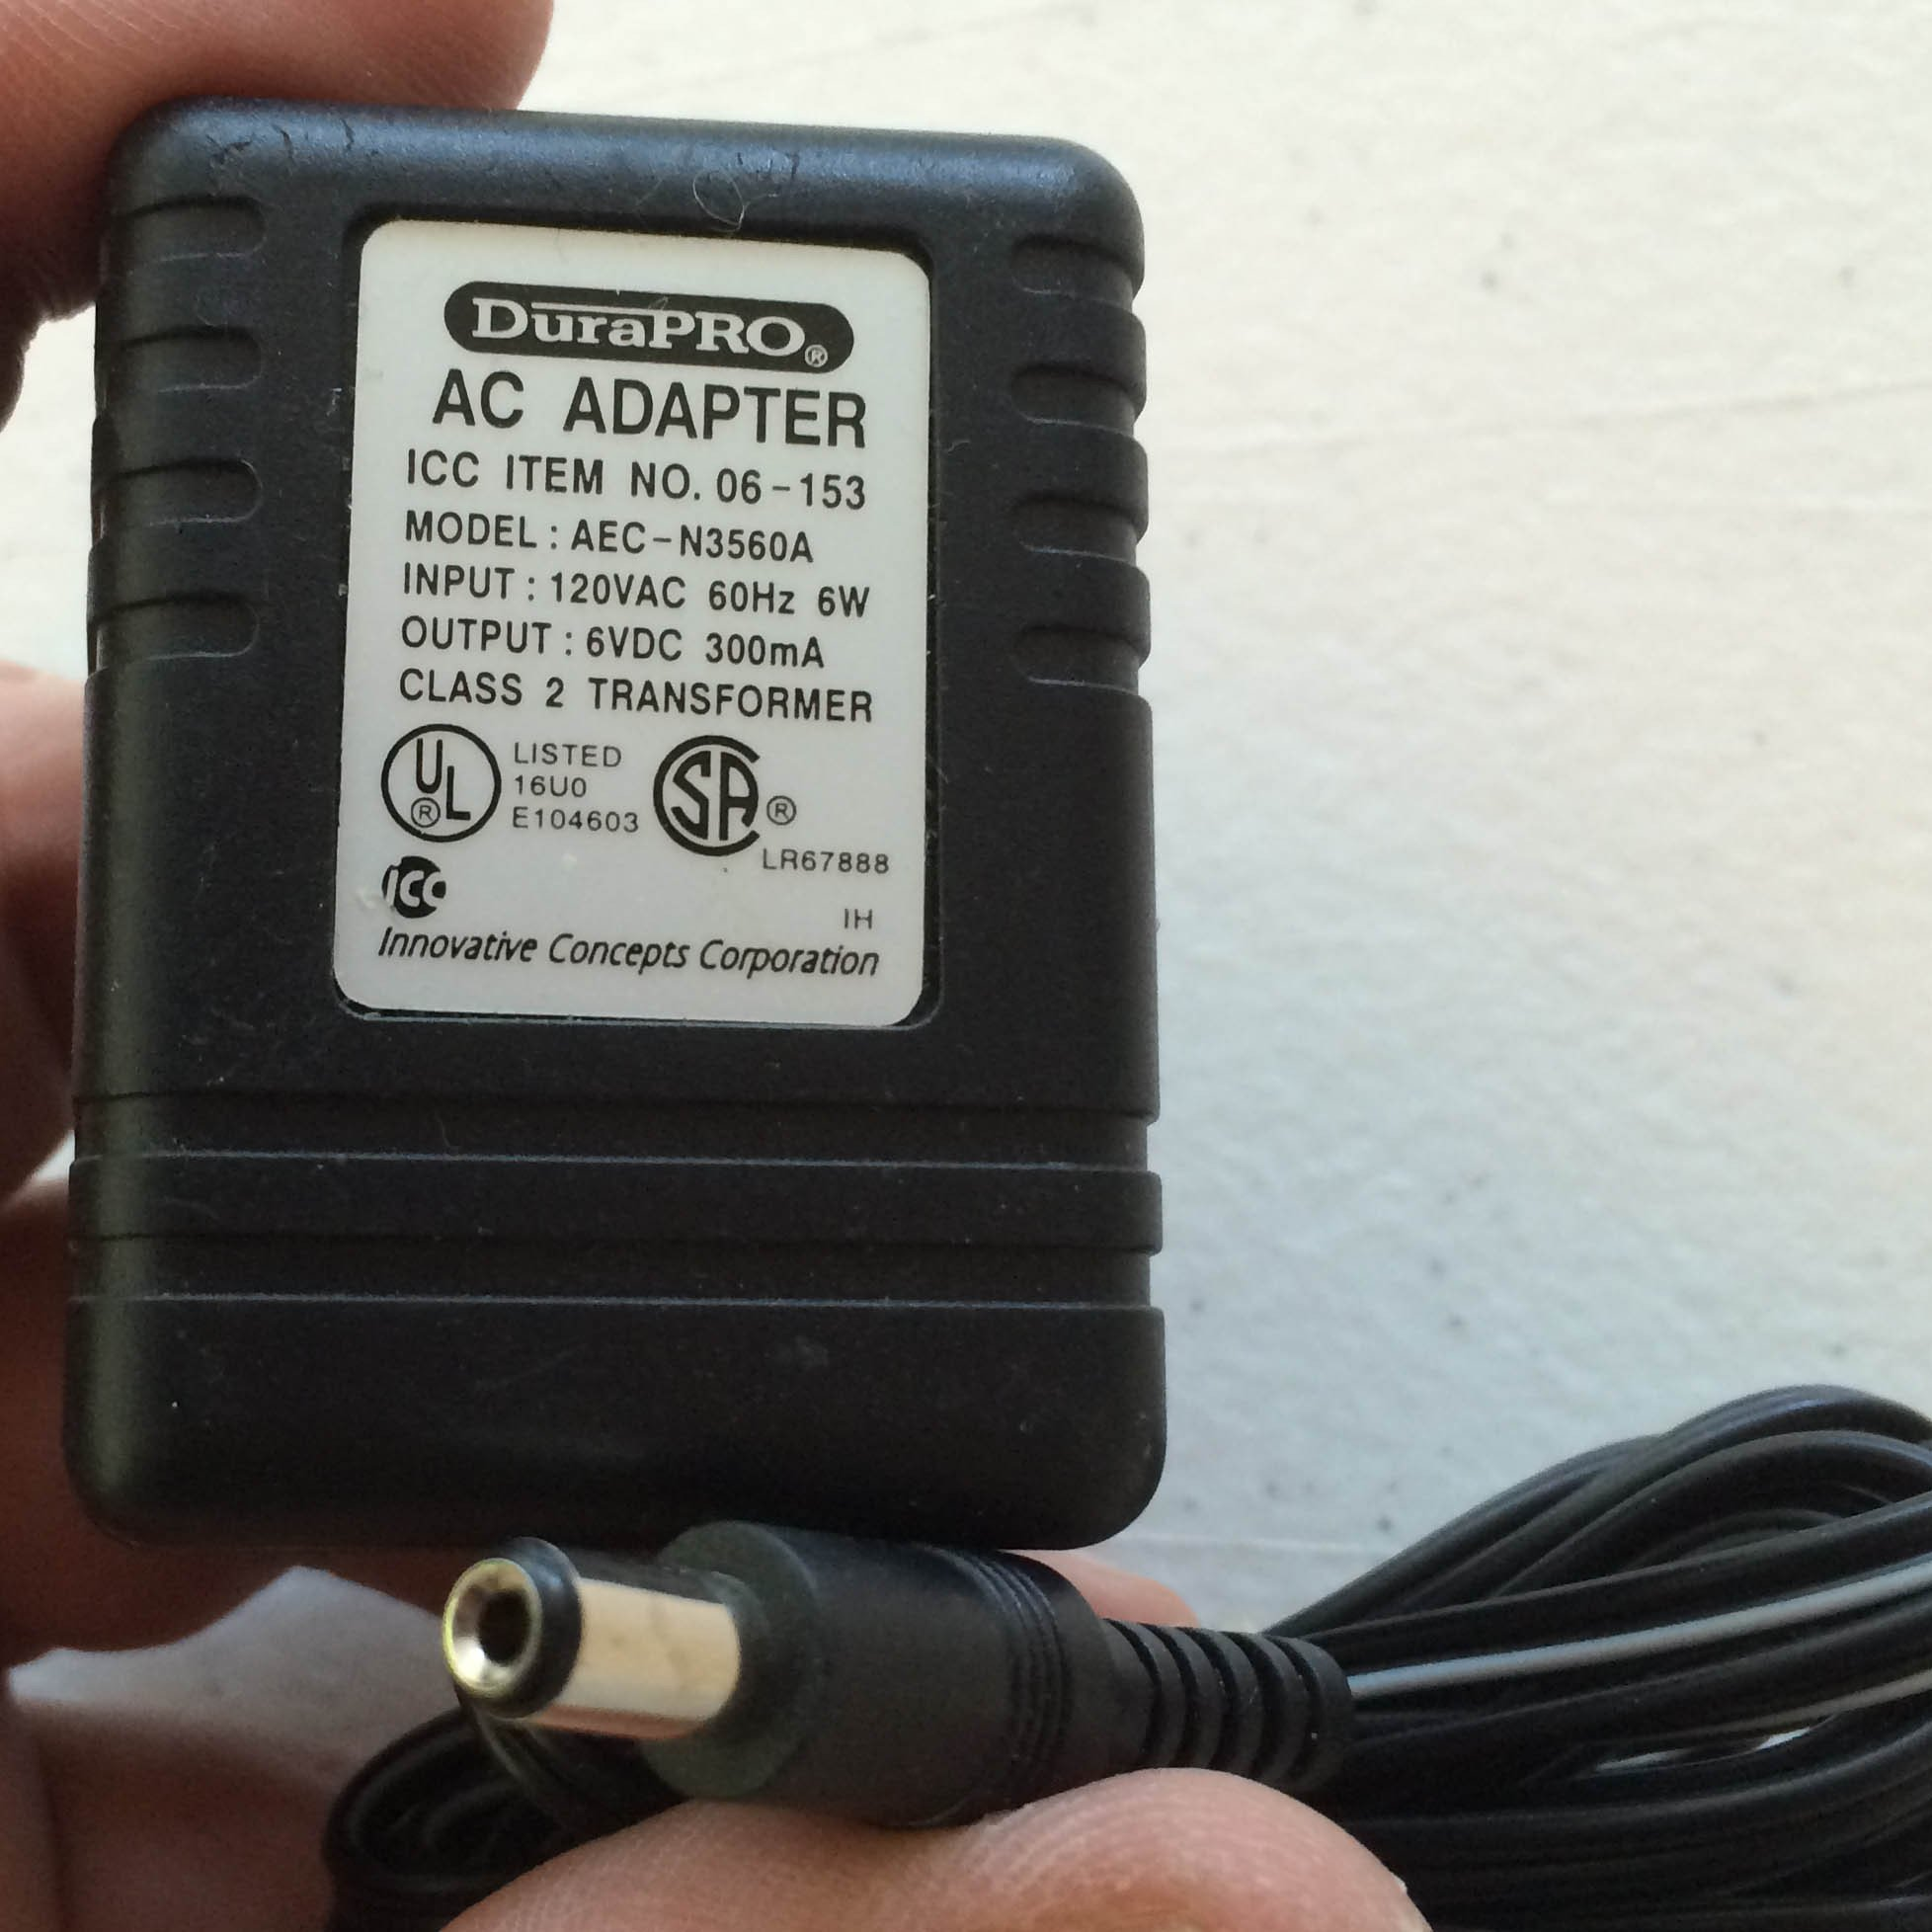 DuraPRO®
AC ADAPTER
ICC ITEM NO. 06-153
MODEL: AEC-N3560A
INPUT: 120VAC 60Hz 6W
OUTPUT: 6VDC 300mA
CLASS 2 TRANSFORMER
UL® LISTED
16U0
E104603
SA®
LR67888
ICC
IH
Innovative Concepts Corporation